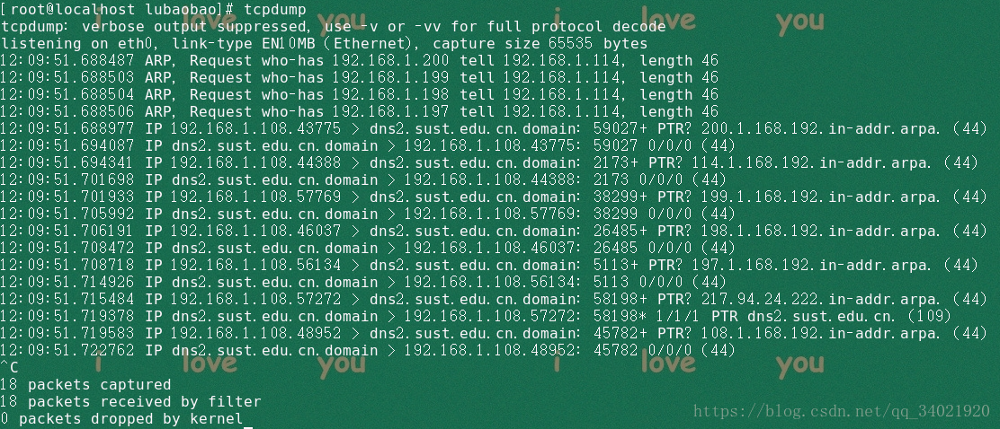 i love you i love you
[root@localhost lubaobao]# tcpdump
tcpdump: verbose output suppressed, use -v or -vv for full protocol decode
listening on eth0, link-type EN10MB (Ethernet), capture size 65535 bytes
12:09:51.688487 ARP, Request who-has 192.168.1.200 tell 192.168.1.114, length 46
12:09:51.688503 ARP, Request who-has 192.168.1.199 tell 192.168.1.114, length 46
12:09:51.688504 ARP, Request who-has 192.168.1.198 tell 192.168.1.114, length 46
12:09:51.688506 ARP, Request who-has 192.168.1.197 tell 192.168.1.114, length 46
12:09:51.688977 IP 192.168.1.108.43775 > dns2.sust.edu.cn.domain: 59027+ PTR? 200.1.168.192.in-addr.arpa. (44)
12:09:51.694087 IP dns2.sust.edu.cn.domain > 192.168.1.108.43775: 59027 0/0/0 (44)
12:09:51.694341 IP 192.168.1.108.44388 > dns2.sust.edu.cn.domain: 2173+ PTR? 114.1.168.192.in-addr.arpa. (44)
12:09:51.701698 IP dns2.sust.edu.cn.domain > 192.168.1.108.44388: 2173 0/0/0 (44)
12:09:51.701933 IP 192.168.1.108.57769 > dns2.sust.edu.cn.domain: 38299+ PTR? 199.1.168.192.in-addr.arpa. (44)
12:09:51.705992 IP dns2.sust.edu.cn.domain > 192.168.1.108.57769: 38299 0/0/0 (44)
12:09:51.706191 IP 192.168.1.108.46037 > dns2.sust.edu.cn.domain: 26485+ PTR? 198.1.168.192.in-addr.arpa. (44)
12:09:51.708472 IP dns2.sust.edu.cn.domain > 192.168.1.108.46037: 26485 0/0/0 (44)
12:09:51.708718 IP 192.168.1.108.56134 > dns2.sust.edu.cn.domain: 5113+ PTR? 197.1.168.192.in-addr.arpa. (44)
12:09:51.714926 IP dns2.sust.edu.cn.domain > 192.168.1.108.56134: 5113 0/0/0 (44)
12:09:51.715484 IP 192.168.1.108.57272 > dns2.sust.edu.cn.domain: 58198+ PTR? 217.94.24.222.in-addr.arpa. (44)
12:09:51.719378 IP dns2.sust.edu.cn.domain > 192.168.1.108.57272: 58198* 1/1/1 PTR dns2.sust.edu.cn. (109)
12:09:51.719583 IP 192.168.1.108.48952 > dns2.sust.edu.cn.domain: 45782+ PTR? 108.1.168.192.in-addr.arpa. (44)
12:09:51.722762 IP dns2.sust.edu.cn.domain > 192.168.1.108.48952: 45782 0/0/0 (44)
i love you i love you
^C
18 packets captured
18 packets received by filter
0 packets dropped by kernel
https://blog.csdn.net/qq_34021920